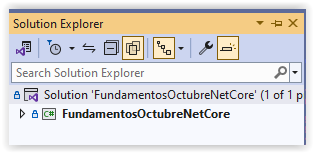 Solution Explorer
Search Solution Explorer
Solution 'FundamentosOctubreNetCore' (1 of 1 p
C#
FundamentosOctubreNetCore